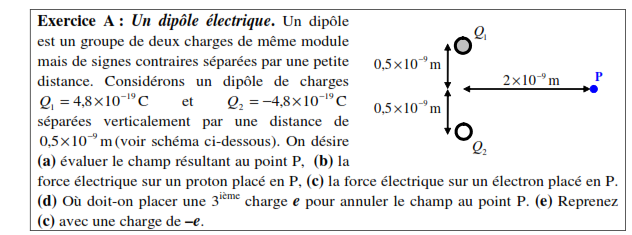 Exercice A : Un dipôle électrique. Un dipôle
est un groupe de deux charges de même module
mais de signes contraires séparées par une petite
distance. Considérons un dipôle de charges
Q₁ = 4,8×10⁻¹⁹ C et Q₂ = −4,8×10⁻¹⁹ C
séparées verticalement par une distance de
0,5×10⁻⁹ m (voir schéma ci-dessous). On désire
(a) évaluer le champ résultant au point P, (b) la
force électrique sur un proton placé en P, (c) la force électrique sur un électron placé en P.
(d) Où doit-on placer une 3ième charge e pour annuler le champ au point P. (e) Reprenez
(c) avec une charge de –e.
Q₁
0,5×10⁻⁹ m
2×10⁻⁹ m
P
0,5×10⁻⁹ m
Q₂